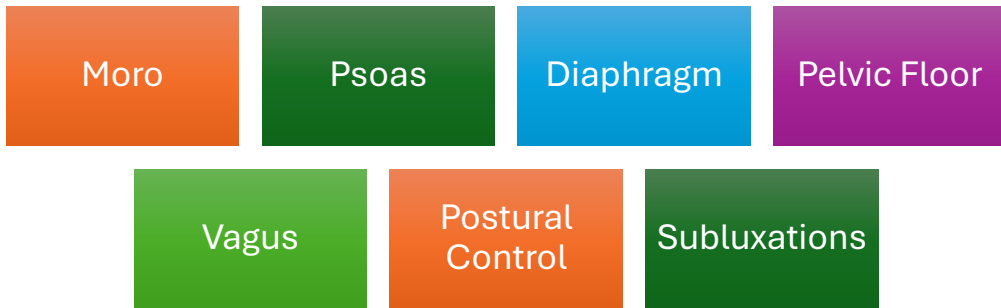 Moro
Psoas
Diaphragm
Pelvic Floor
Vagus
Postural
Control
Subluxations